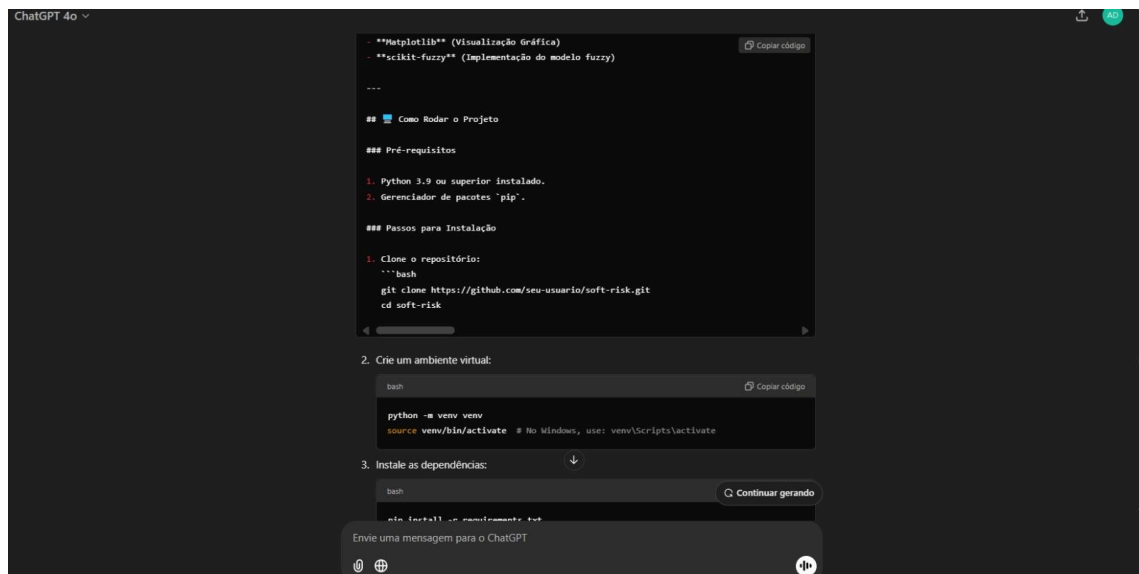 ChatGPT 4o
AD
- **Matplotlib** (Visualização Gráfica)
Copiar código
- **scikit-fuzzy** (Implementação do modelo fuzzy)
---
## 🖥️ Como Rodar o Projeto
### Pré-requisitos
1. Python 3.9 ou superior instalado.
2. Gerenciador de pacotes `pip`.
### Passos para Instalação
1. Clone o repositório:
```bash
git clone https://github.com/seu-usuario/soft-risk.git
cd soft-risk
2. Crie um ambiente virtual:
bash
Copiar código
python -m venv venv
source venv/bin/activate # No Windows, use: venv\Scripts\activate
3. Instale as dependências:
bash
Continuar gerando
pip install -r requirements.txt
Envie uma mensagem para o ChatGPT